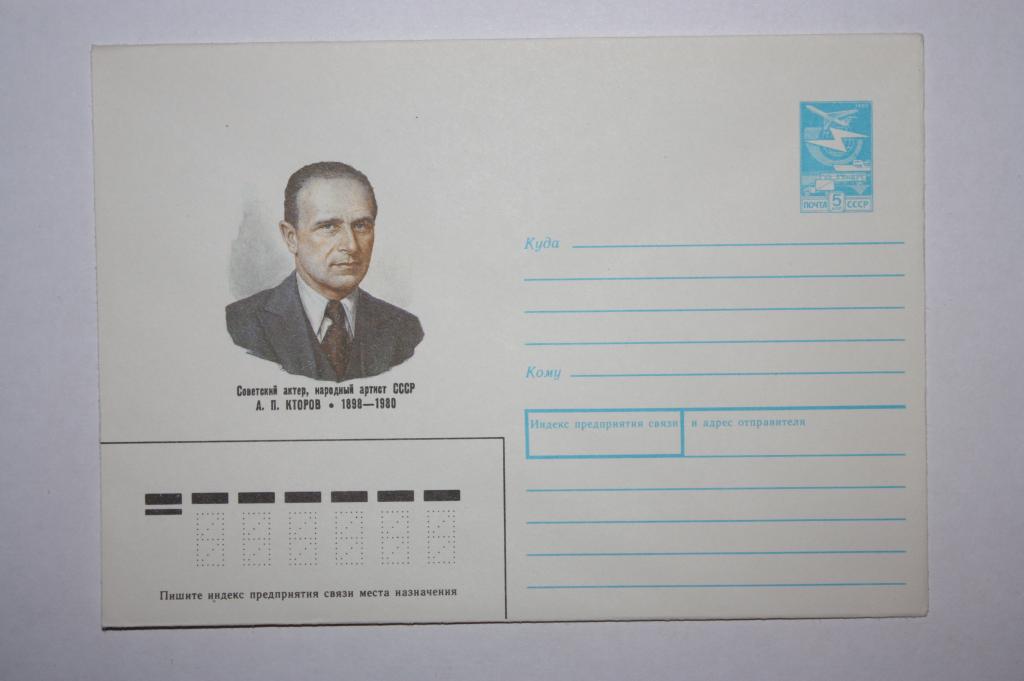 ПОЧТА 5 СССР
Советский актер, народный артист СССР
А. П. КТОРОВ • 1898—1980
Куда
Кому
Индекс предприятия связи и адрес отправителя
Пишите индекс предприятия связи места назначения